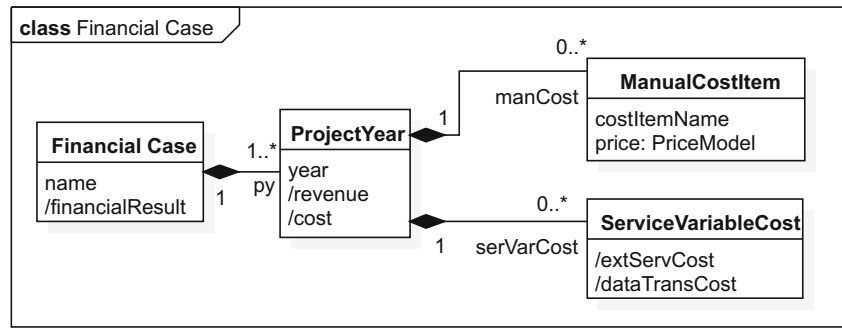 class Financial Case
Financial Case
name
/financialResult
1
1..*
py
ProjectYear
year
/revenue
/cost
1
0..*
manCost
ManualCostItem
costItemName
price: PriceModel
1
0..*
serVarCost
ServiceVariableCost
/extServCost
/dataTransCost